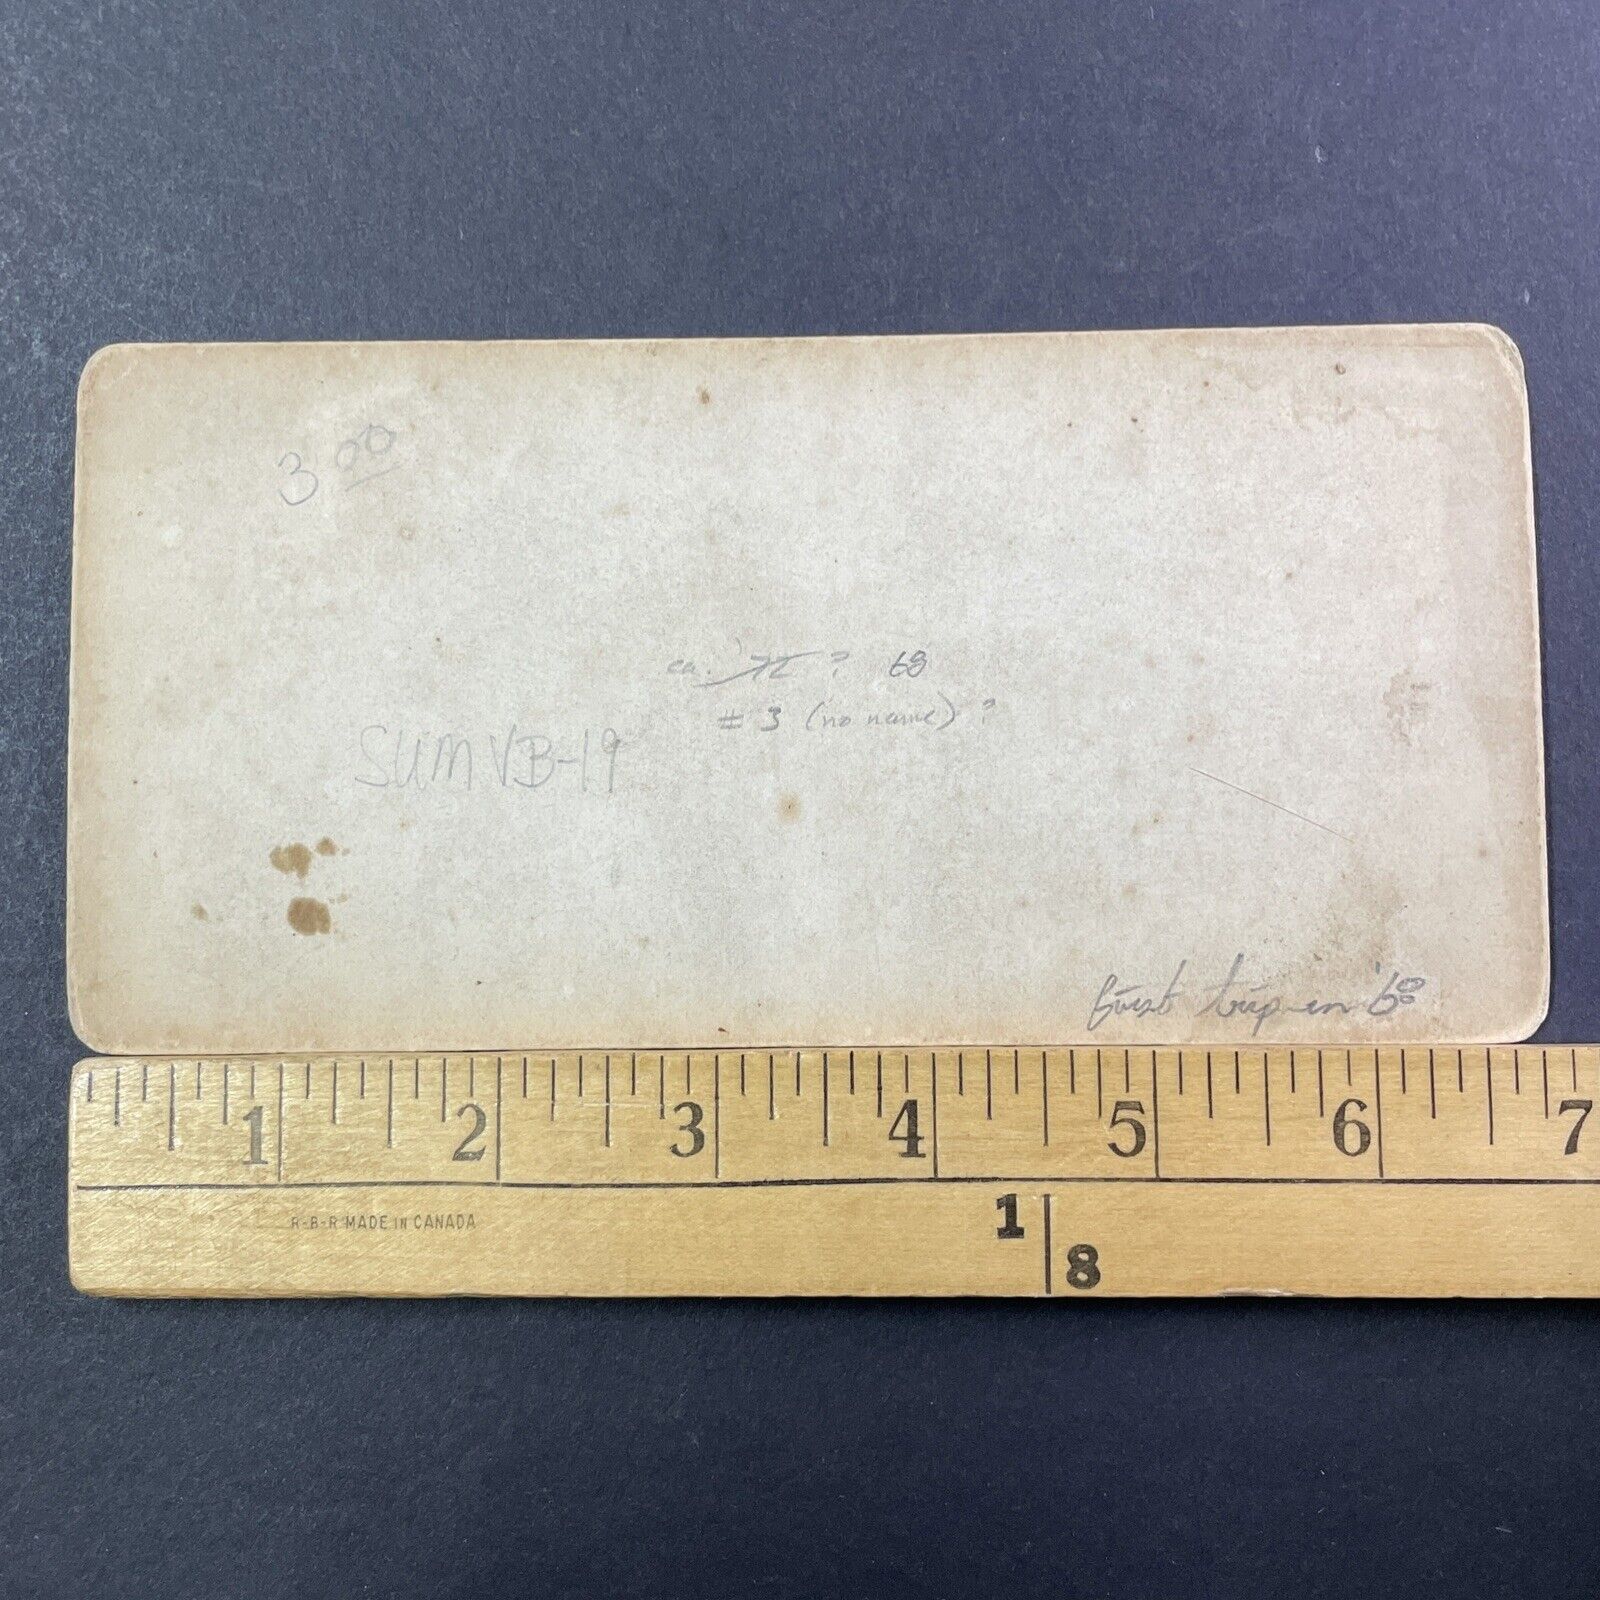 3 00
ca. ? 68
# 3 (no name) ?
SUM VB-19
first trip in '68
1 2 3 4 5 6 7
R-B-R MADE IN CANADA
1
8